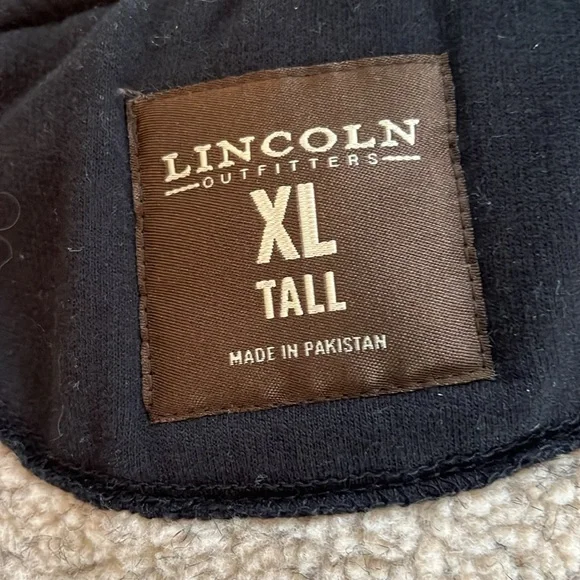 LINCOLN
OUTFITTERS
XL
TALL
MADE IN PAKISTAN